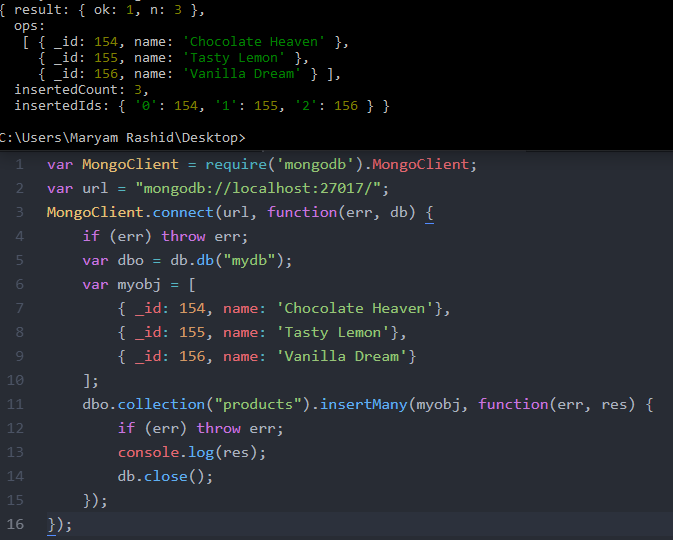 { result: { ok: 1, n: 3 },
  ops:
   [ { _id: 154, name: 'Chocolate Heaven' },
     { _id: 155, name: 'Tasty Lemon' },
     { _id: 156, name: 'Vanilla Dream' } ],
  insertedCount: 3,
  insertedIds: { '0': 154, '1': 155, '2': 156 } }
C:\Users\Maryam Rashid\Desktop>
1 var MongoClient = require('mongodb').MongoClient;
2 var url = "mongodb://localhost:27017/";
3 MongoClient.connect(url, function(err, db) {
4     if (err) throw err;
5     var dbo = db.db("mydb");
6     var myobj = [
7         { _id: 154, name: 'Chocolate Heaven'},
8         { _id: 155, name: 'Tasty Lemon'},
9         { _id: 156, name: 'Vanilla Dream'}
10     ];
11     dbo.collection("products").insertMany(myobj, function(err, res) {
12         if (err) throw err;
13         console.log(res);
14         db.close();
15     });
16 });